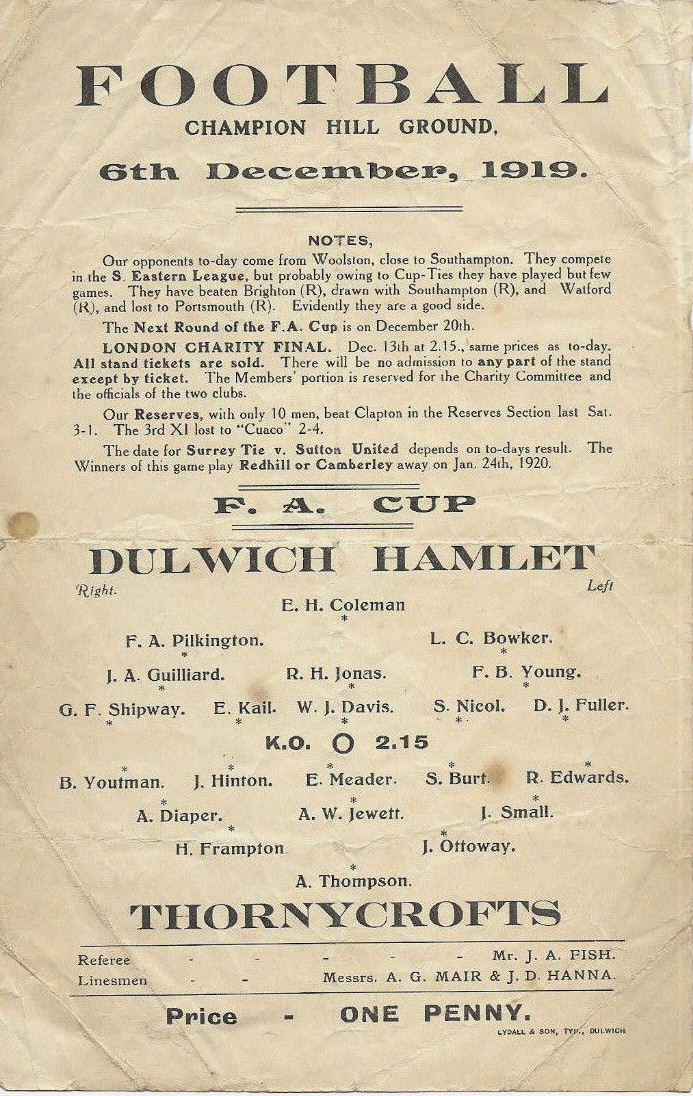 FOOTBALL
CHAMPION HILL GROUND,
6th December, 1919.
NOTES,
Our opponents to-day come from Woolston, close to Southampton. They compete
in the S. Eastern League, but probably owing to Cup-Ties they have played but few
games. They have beaten Brighton (R), drawn with Southampton (R), and Watford
(R), and lost to Portsmouth (R). Evidently they are a good side.
The Next Round of the F.A. Cup is on December 20th.
LONDON CHARITY FINAL. Dec. 13th at 2.15., same prices as to-day.
All stand tickets are sold. There will be no admission to any part of the stand
except by ticket. The Members' portion is reserved for the Charity Committee and
the officials of the two clubs.
Our Reserves, with only 10 men, beat Clapton in the Reserves Section last Sat.
3-1. The 3rd XI lost to "Cuaco" 2-4.
The date for Surrey Tie v. Sutton United depends on to-days result. The
Winners of this game play Redhill or Camberley away on Jan. 24th, 1920.
F. A. CUP
DULWICH HAMLET
Right. Left
E. H. Coleman
*
F. A. Pilkington. L. C. Bowker.
* *
J. A. Guilliard. R. H. Jonas. F. B. Young.
* * *
G. F. Shipway. E. Kail. W. J. Davis. S. Nicol. D. J. Fuller.
* * * * *
K.O. O 2.15
* * * * *
B. Youtman. J. Hinton. E. Meader. S. Burt. R. Edwards.
* * *
A. Diaper. A. W. Jewett. J. Small.
* *
H. Frampton J. Ottoway.
*
A. Thompson.
THORNYCROFTS
Referee - - - - - Mr. J. A. FISH.
Linesmen - - Messrs. A. G. MAIR & J. D. HANNA.
Price - ONE PENNY.
LYDALL & SON, TYP., DULWICH